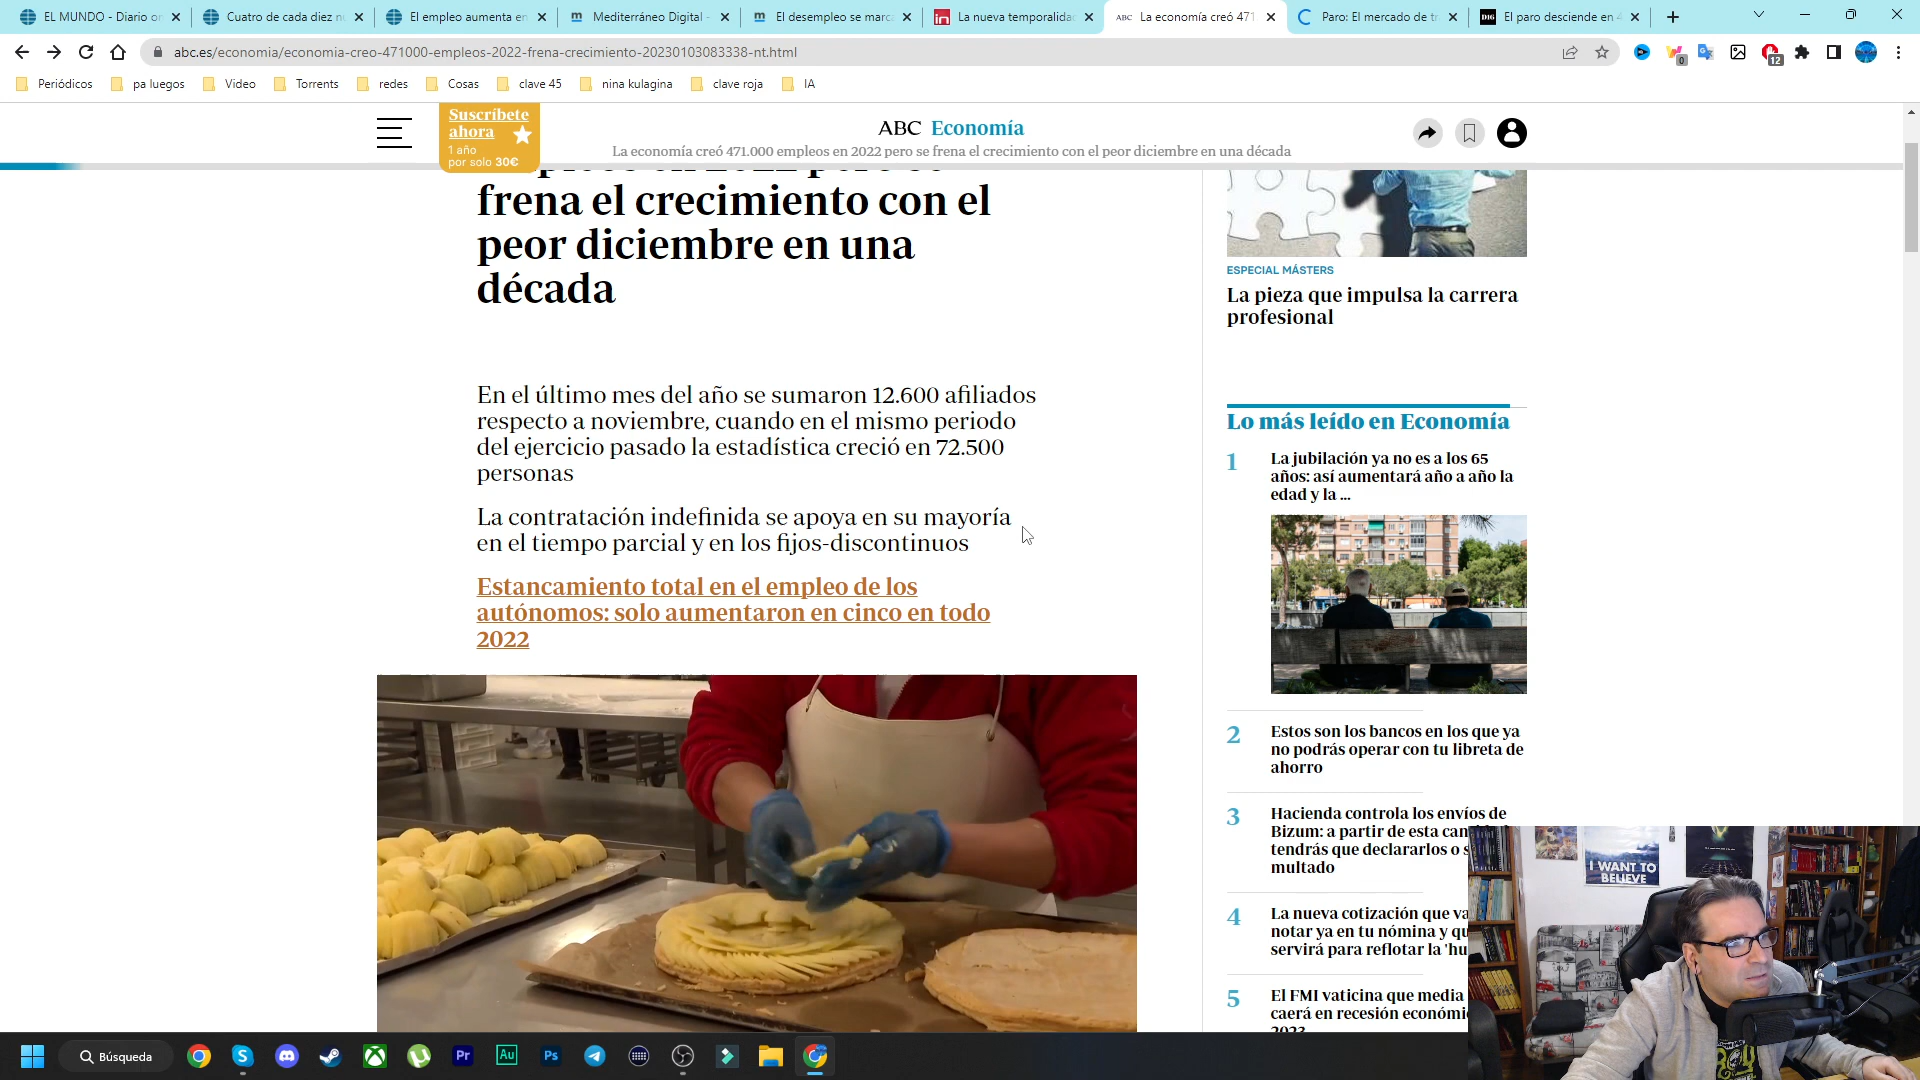 EL MUNDO - Diario on
Cuatro de cada diez nu
El empleo aumenta en
Mediterráneo Digital -
El desempleo se marca
La nueva temporalidad
La economía creó 471
Paro: El mercado de tr
El paro desciende en 4
abc.es/economia/economia-creo-471000-empleos-2022-frena-crecimiento-20230103083338-nt.html
0
12
Periódicos
pa luegos
Video
Torrents
redes
Cosas
clave 45
nina kulagina
clave roja
IA
Suscríbete
ahora
1 año
por solo 30€
ABC Economía
La economía creó 471.000 empleos en 2022 pero se frena el crecimiento con el peor diciembre en una década
frena el crecimiento con el
peor diciembre en una
década
En el último mes del año se sumaron 12.600 afiliados
respecto a noviembre, cuando en el mismo periodo
del ejercicio pasado la estadística creció en 72.500
personas
La contratación indefinida se apoya en su mayoría
en el tiempo parcial y en los fijos-discontinuos
Estancamiento total en el empleo de los
autónomos: solo aumentaron en cinco en todo
2022
ESPECIAL MÁSTERS
La pieza que impulsa la carrera
profesional
Lo más leído en Economía
1
La jubilación ya no es a los 65
años: así aumentará año a año la
edad y la ...
2
Estos son los bancos en los que ya
no podrás operar con tu libreta de
ahorro
3
Hacienda controla los envíos de
Bizum: a partir de esta can
tendrás que declararlos o s
multado
4
La nueva cotización que va
notar ya en tu nómina y qu
servirá para reflotar la 'hu
5
El FMI vaticina que media
caerá en recesión económi
2023
I WANT TO
BELIEVE
Búsqueda
Pr
Au
Ps